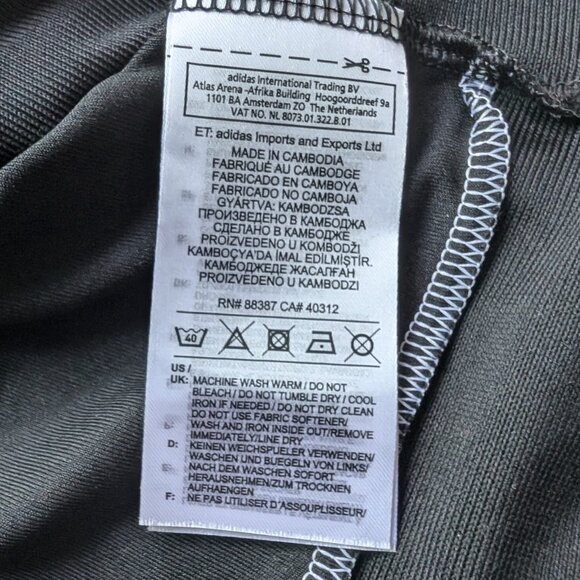 adidas International Trading BV
Atlas Arena -Afrika Building Hoogoorddreef 9a
1101 BA Amsterdam ZO The Netherlands
VAT NO. NL 8073.01.322.B.01
ET: adidas Imports and Exports Ltd
MADE IN CAMBODIA
FABRIQUÉ AU CAMBODGE
FABRICADO EN CAMBOYA
FABRICADO NO CAMBOJA
GYÁRTVA: KAMBODZSA
ПРОИЗВЕДЕНО В КАМБОДЖА
СДЕЛАНО В КАМБОДЖЕ
PROIZVEDENO U KOMBODŽI
KAMBOÇYA'DA İMAL EDİLMİŞTİR.
КАМБОДЖЕДЕ ЖАСАЛҒАН
PROIZVEDENO U KAMBODZI
RN# 88387 CA# 40312
40
US /
UK: MACHINE WASH WARM / DO NOT
BLEACH / DO NOT TUMBLE DRY / COOL
IRON IF NEEDED / DO NOT DRY CLEAN
DO NOT USE FABRIC SOFTENER/
WASH AND IRON INSIDE OUT/REMOVE
IMMEDIATELY/LINE DRY
D: KEINEN WEICHSPUELER VERWENDEN/
WASCHEN UND BUEGELN VON LINKS/
NACH DEM WASCHEN SOFORT
HERAUSNEHMEN/ZUM TROCKNEN
AUFHAENGEN
F: NE PAS UTILISER D'ASSOUPLISSEUR/